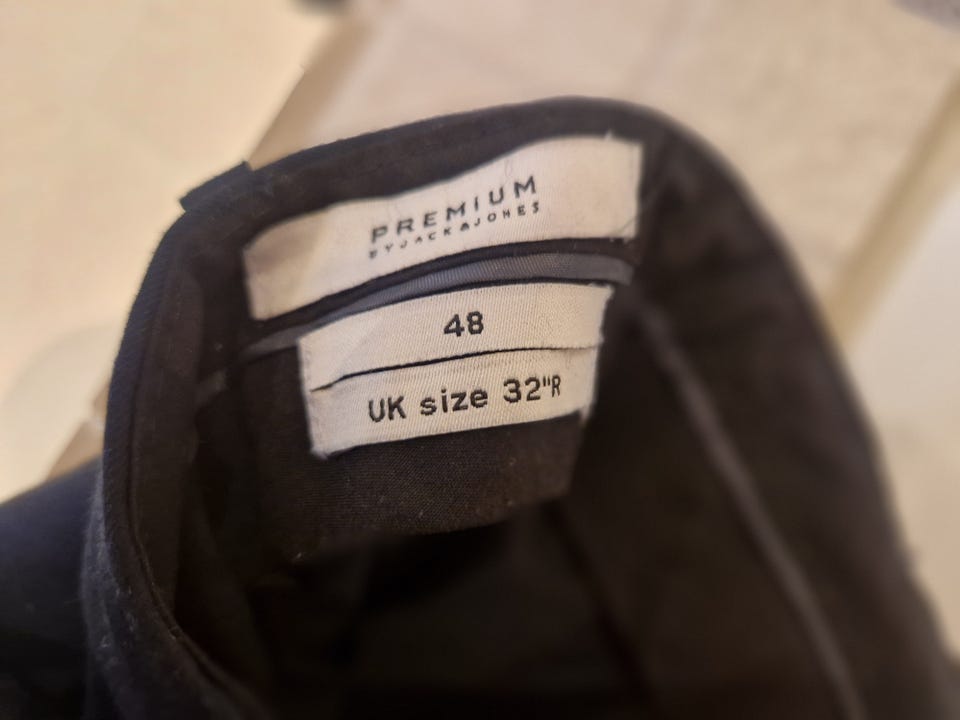 PREMIUM
BY JACK & JONES
48
UK size 32"R